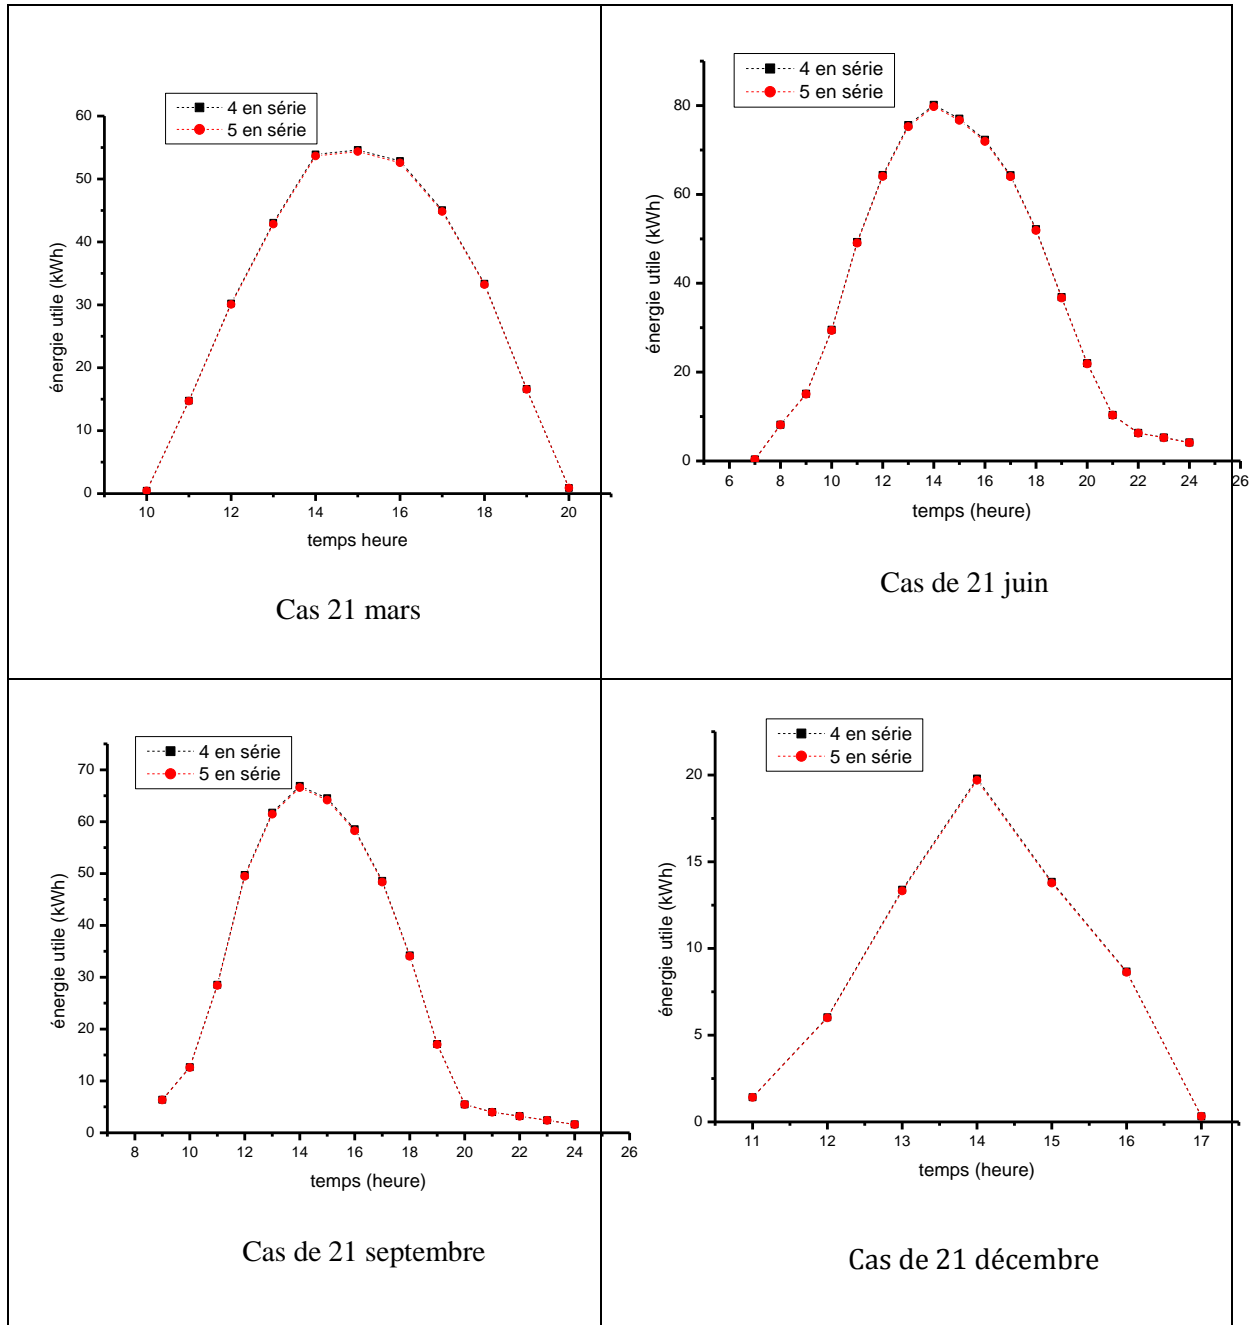 4 en série
5 en série
60
50
40
30
20
10
0
énergie utile (kWh)
10 12 14 16 18 20
temps heure
Cas 21 mars
4 en série
5 en série
80
60
40
20
0
énergie utile (kWh)
6 8 10 12 14 16 18 20 22 24 26
temps (heure)
Cas de 21 juin
4 en série
5 en série
70
60
50
40
30
20
10
0
énergie utile (kWh)
8 10 12 14 16 18 20 22 24 26
temps (heure)
Cas de 21 septembre
4 en série
5 en série
20
15
10
5
0
énergie utile (kWh)
11 12 13 14 15 16 17
temps (heure)
Cas de 21 décembre